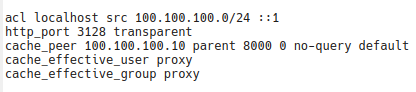 acl localhost src 100.100.100.0/24 ::1
http_port 3128 transparent
cache_peer 100.100.100.10 parent 8000 0 no-query default
cache_effective_user proxy
cache_effective_group proxy